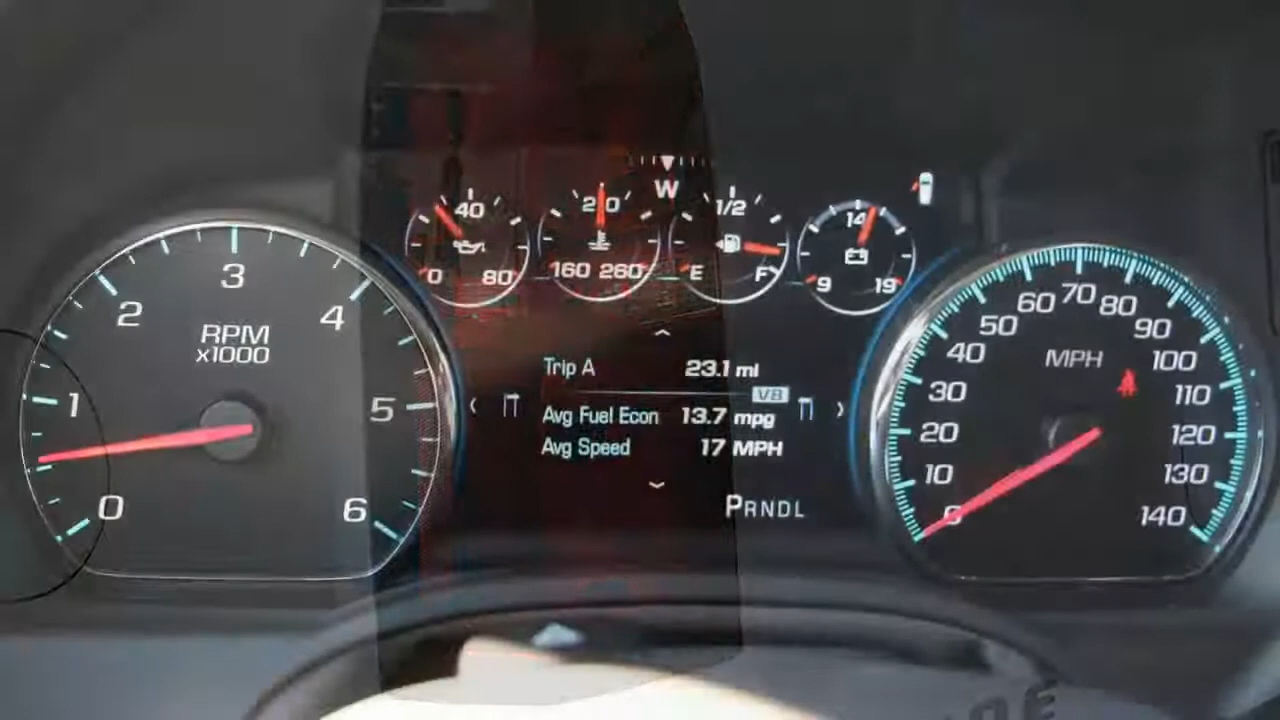 W
40
0 80
210
160 260
1/2
E F
14
9 19
RPM
x1000
0
1
2
3
4
5
6
Trip A 23.1 mi
V8
Avg Fuel Econ 13.7 mpg
Avg Speed 17 MPH
PRNDL
MPH
0
10
20
30
40
50
60
70
80
90
100
110
120
130
140